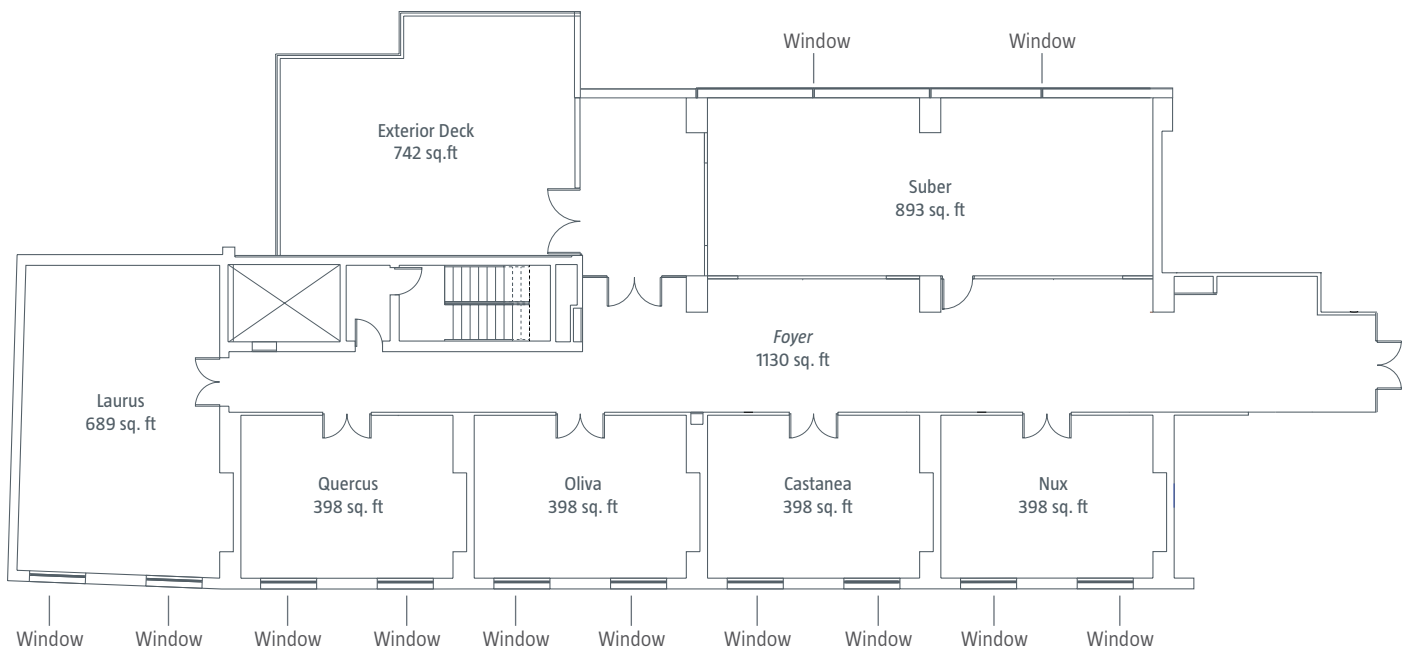 Window Window
Exterior Deck
742 sq.ft
Suber
893 sq. ft
Foyer
1130 sq. ft
Laurus
689 sq. ft
Quercus
398 sq. ft
Oliva
398 sq. ft
Castanea
398 sq. ft
Nux
398 sq. ft
Window Window Window Window Window Window Window Window Window Window